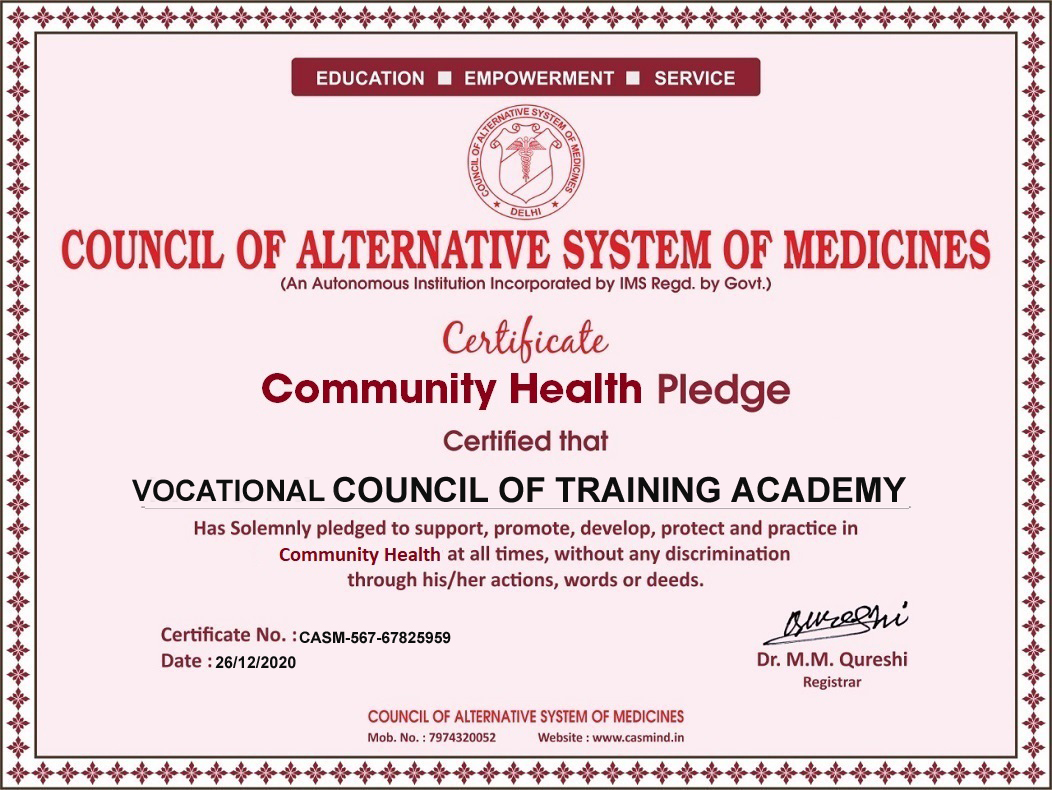 EDUCATION ■ EMPOWERMENT ■ SERVICE
COUNCIL OF ALTERNATIVE SYSTEM OF MEDICINES
DELHI
COUNCIL OF ALTERNATIVE SYSTEM OF MEDICINES
(An Autonomous Institution Incorporated by IMS Regd. by Govt.)
Certificate
Community Health Pledge
Certified that
VOCATIONAL COUNCIL OF TRAINING ACADEMY
Has Solemnly pledged to support, promote, develop, protect and practice in
Community Health at all times, without any discrimination
through his/her actions, words or deeds.
Certificate No. : CASM-567-67825959
Date : 26/12/2020
Qureshi
Dr. M.M. Qureshi
Registrar
COUNCIL OF ALTERNATIVE SYSTEM OF MEDICINES
Mob. No. : 7974320052 Website : www.casmind.in